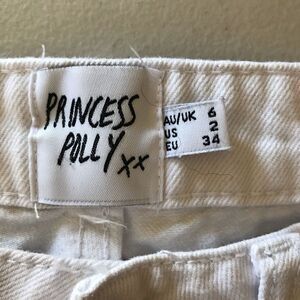 PRINCESS
POLLY xx
AU/UK 6
US 2
EU 34